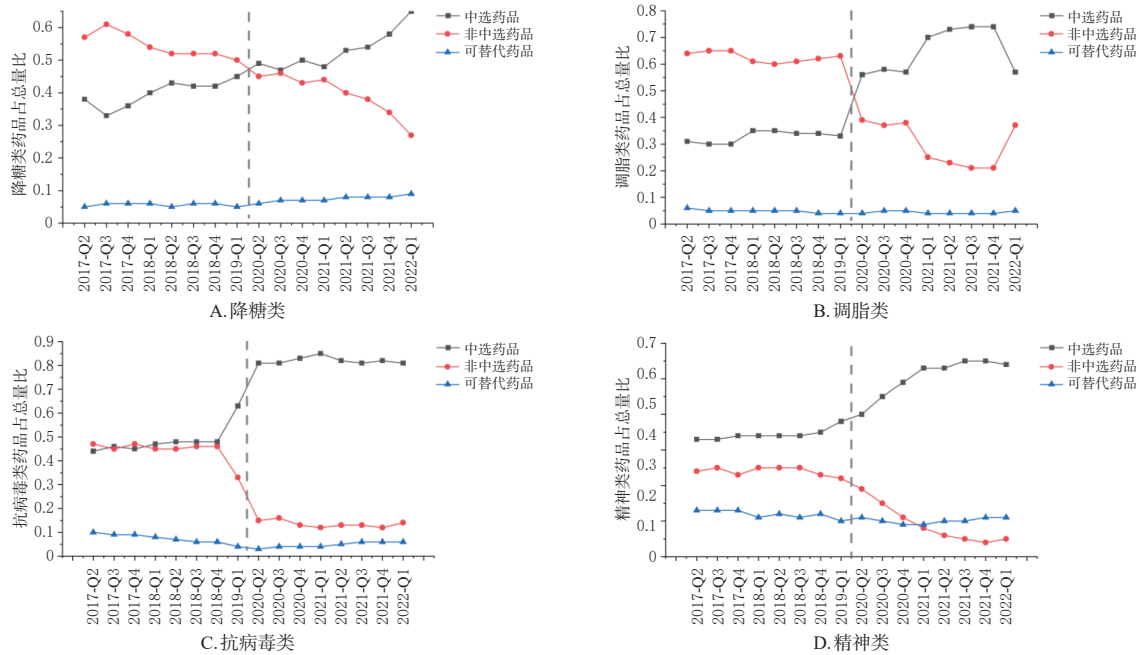 0.6
0.5
0.4
0.3
0.2
0.1
0
降糖类药品占总量比
中选药品
非中选药品
可替代药品
2017-Q2
2017-Q3
2017-Q4
2018-Q1
2018-Q2
2018-Q3
2018-Q4
2019-Q1
2020-Q2
2020-Q3
2020-Q4
2021-Q1
2021-Q2
2021-Q3
2021-Q4
2022-Q1
A.降糖类
0.8
0.7
0.6
0.5
0.4
0.3
0.2
0.1
0
调脂类药品占总量比
中选药品
非中选药品
可替代药品
2017-Q2
2017-Q3
2017-Q4
2018-Q1
2018-Q2
2018-Q3
2018-Q4
2019-Q1
2020-Q2
2020-Q3
2020-Q4
2021-Q1
2021-Q2
2021-Q3
2021-Q4
2022-Q1
B.调脂类
0.9
0.8
0.7
0.6
0.5
0.4
0.3
0.2
0.1
0
抗病毒类药品占总量比
中选药品
非中选药品
可替代药品
2017-Q2
2017-Q3
2017-Q4
2018-Q1
2018-Q2
2018-Q3
2018-Q4
2019-Q1
2020-Q2
2020-Q3
2020-Q4
2021-Q1
2021-Q2
2021-Q3
2021-Q4
2022-Q1
C.抗病毒类
0.7
0.6
0.5
0.4
0.3
0.2
0.1
0
精神类药品占总量比
中选药品
非中选药品
可替代药品
2017-Q2
2017-Q3
2017-Q4
2018-Q1
2018-Q2
2018-Q3
2018-Q4
2019-Q1
2020-Q2
2020-Q3
2020-Q4
2021-Q1
2021-Q2
2021-Q3
2021-Q4
2022-Q1
D.精神类